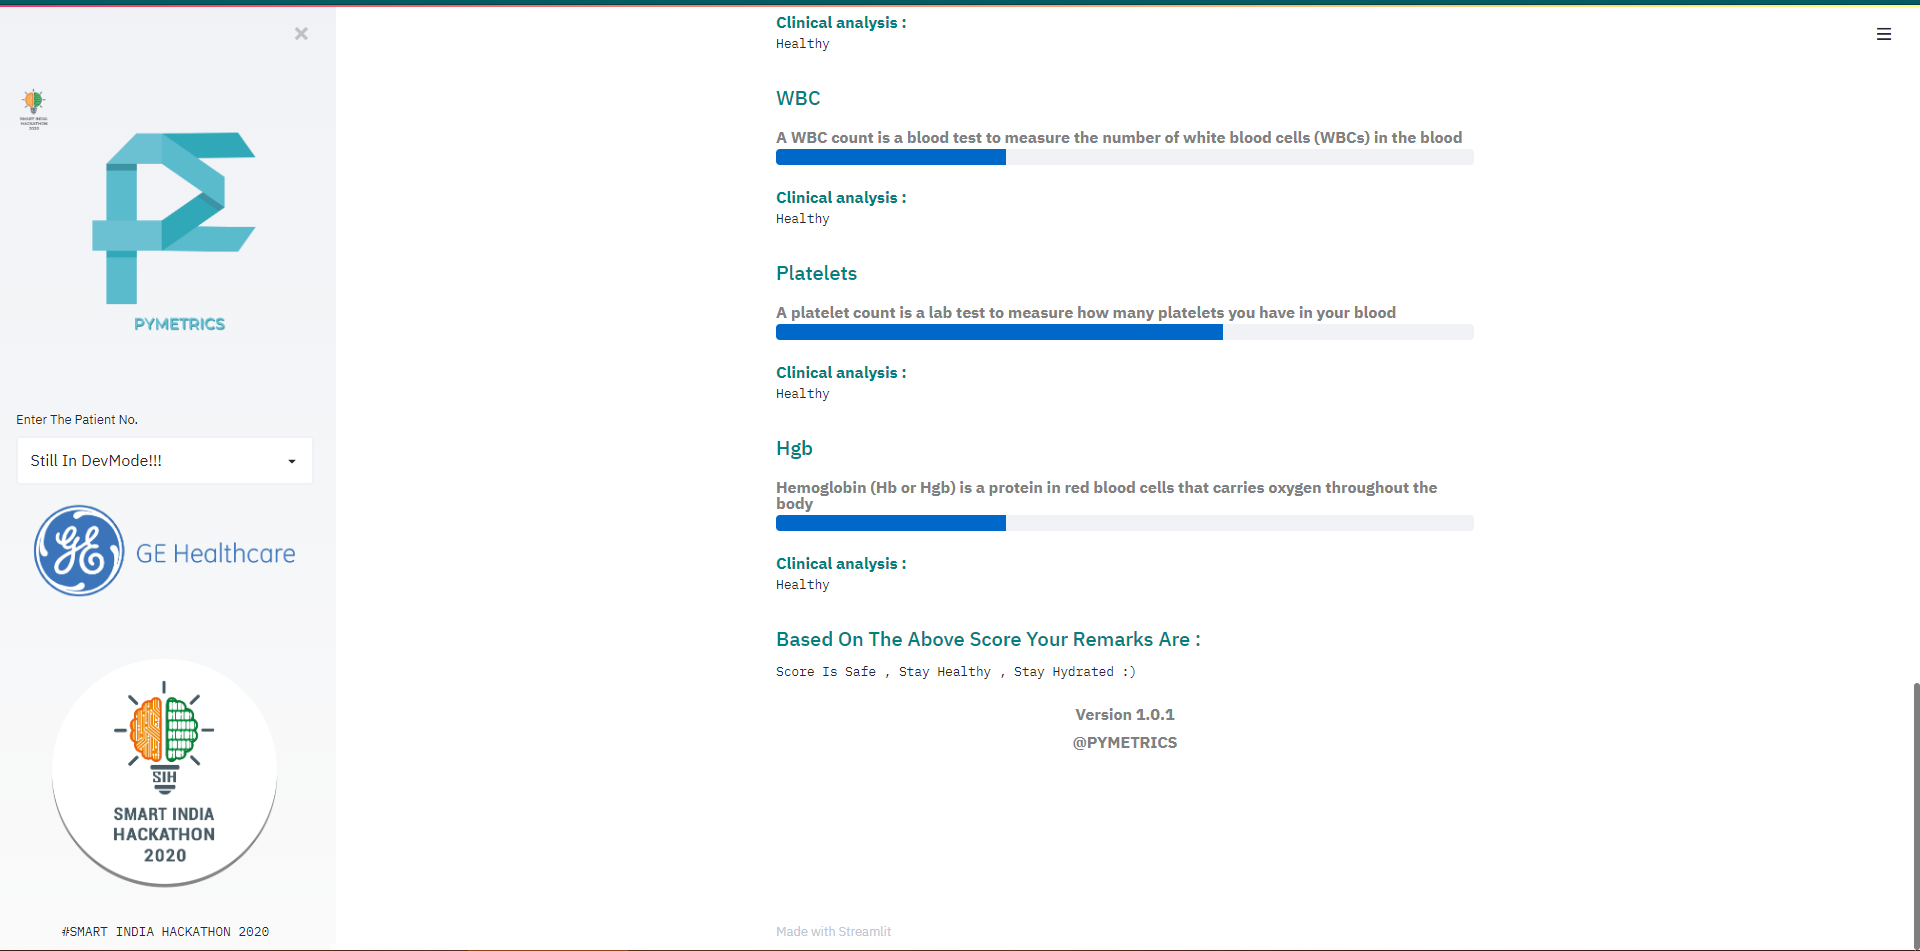 SMART INDIA
HACKATHON
2020
PYMETRICS
Enter The Patient No.
Still In DevMode!!!
GE
GE Healthcare
SIH
SMART INDIA
HACKATHON
2020
#SMART INDIA HACKATHON 2020
Clinical analysis :
Healthy
WBC
A WBC count is a blood test to measure the number of white blood cells (WBCs) in the blood
Clinical analysis :
Healthy
Platelets
A platelet count is a lab test to measure how many platelets you have in your blood
Clinical analysis :
Healthy
Hgb
Hemoglobin (Hb or Hgb) is a protein in red blood cells that carries oxygen throughout the
body
Clinical analysis :
Healthy
Based On The Above Score Your Remarks Are :
Score Is Safe , Stay Healthy , Stay Hydrated :)
Version 1.0.1
@PYMETRICS
Made with Streamlit